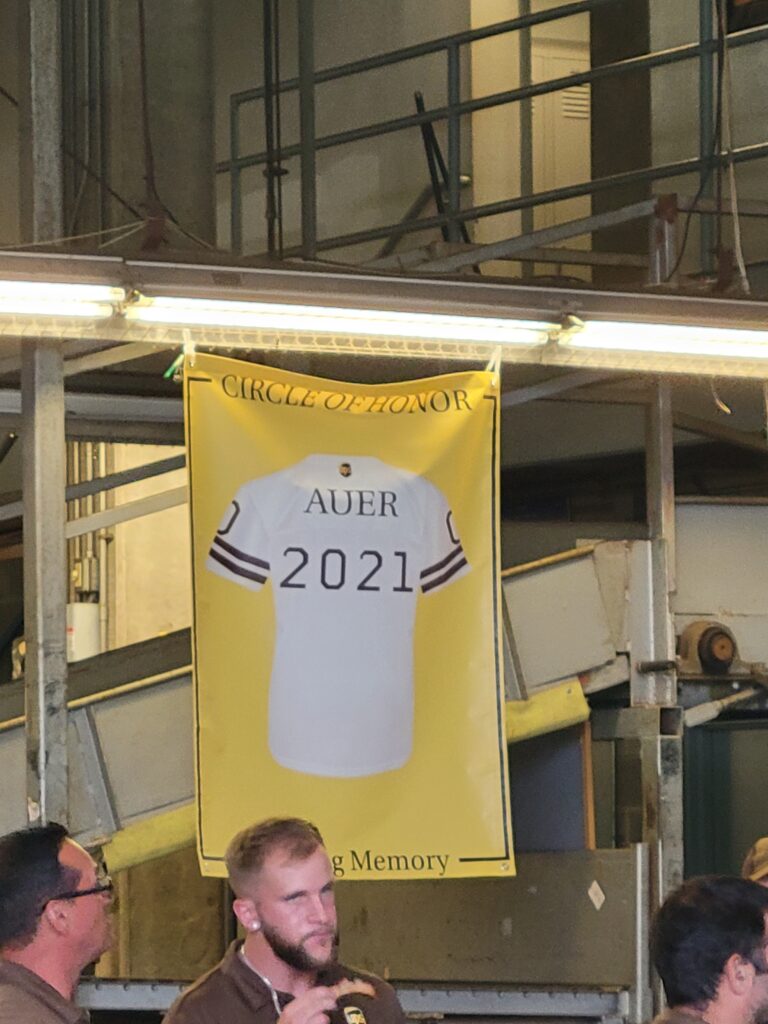 CIRCLE OF HONOR
AUER
2021
g Memory